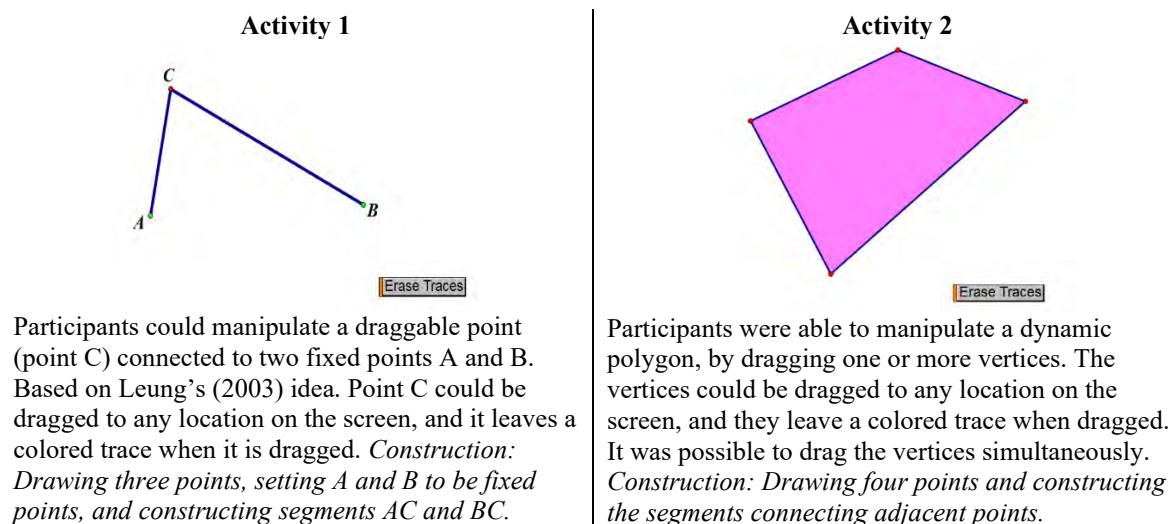 Activity 1
C
A
B
Erase Traces
Participants could manipulate a draggable point
(point C) connected to two fixed points A and B.
Based on Leung’s (2003) idea. Point C could be
dragged to any location on the screen, and it leaves a
colored trace when it is dragged. Construction:
Drawing three points, setting A and B to be fixed
points, and constructing segments AC and BC.
Activity 2
Erase Traces
Participants were able to manipulate a dynamic
polygon, by dragging one or more vertices. The
vertices could be dragged to any location on the
screen, and they leave a colored trace when dragged.
It was possible to drag the vertices simultaneously.
Construction: Drawing four points and constructing
the segments connecting adjacent points.